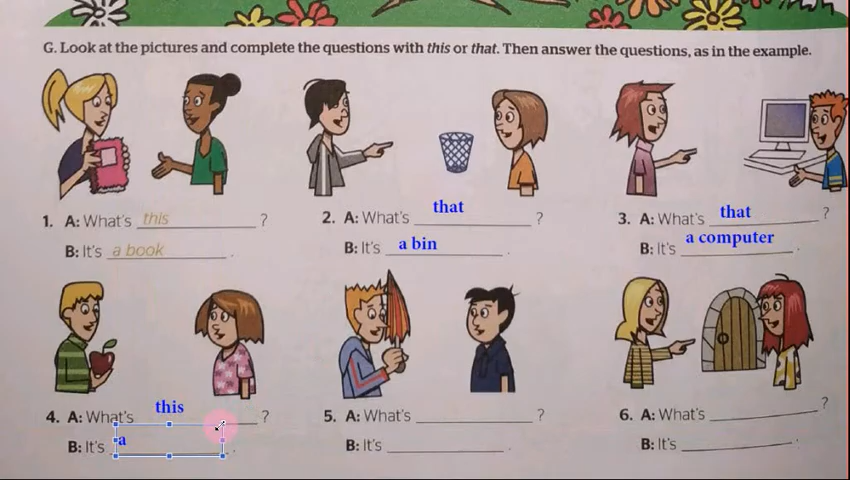 G. Look at the pictures and complete the questions with this or that. Then answer the questions, as in the example.
1. A: What's this ?
B: It's a book .
2. A: What's that ?
B: It's a bin .
3. A: What's that ?
B: It's a computer .
4. A: What's this ?
B: It's a .
5. A: What's ?
B: It's .
6. A: What's ?
B: It's .